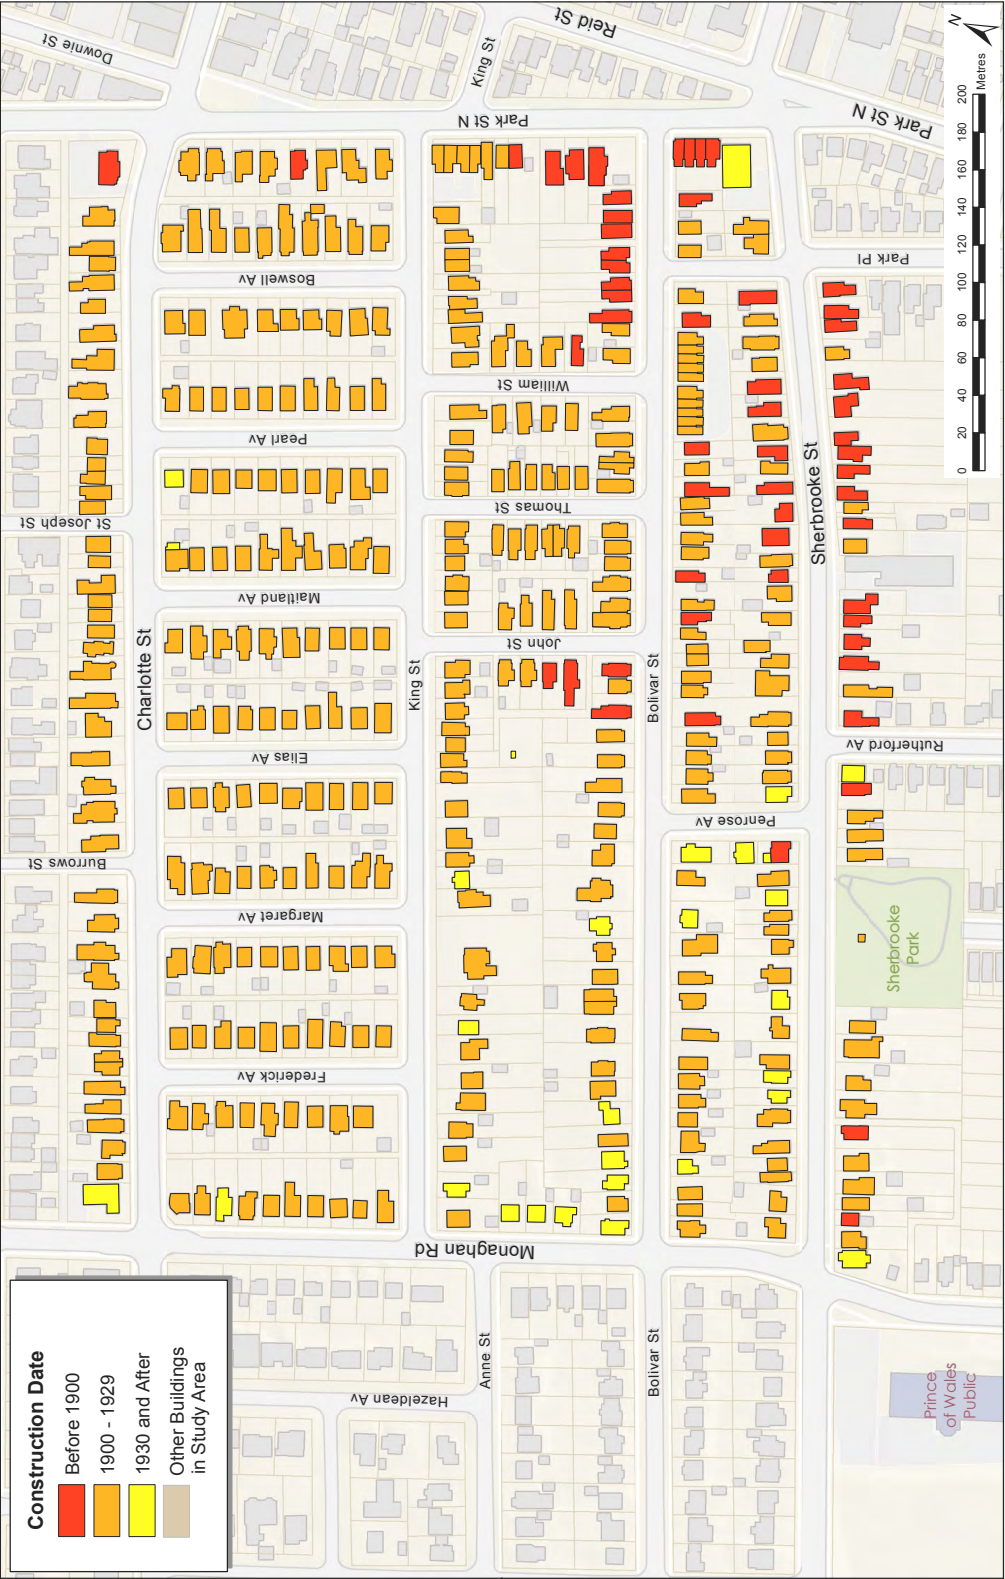 Construction Date
Before 1900
1900 - 1929
1930 and After
Other Buildings
in Study Area
Downie St
Reid St
King St
Park St N
Park St N
N
Metres
0 20 40 60 80 100 120 140 160 180 200
Park Pl
Boswell Av
William St
Pearl Av
Thomas St
St Joseph St
Sherbrooke St
Maitland Av
John St
Charlotte St
King St
Bolivar St
Elias Av
Rutherford Av
Penrose Av
Burrows St
Margaret Av
Sherbrooke
Park
Frederick Av
Monaghan Rd
Anne St
Bolivar St
Hazeldean Av
Prince
of Wales
Public